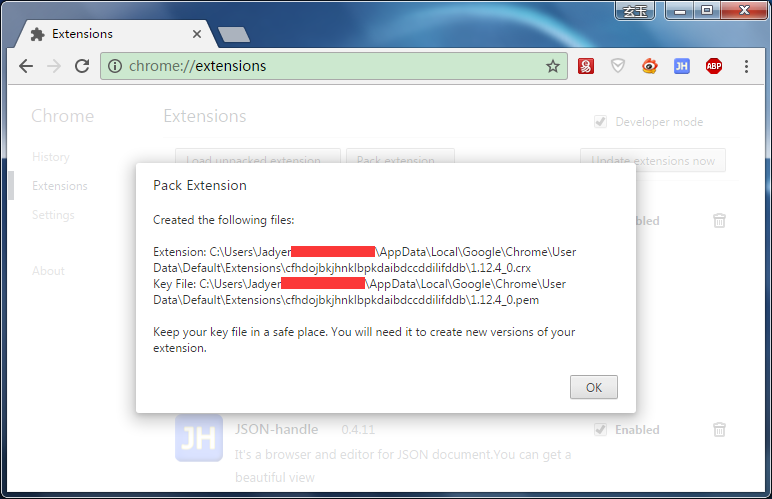 玄玉
Extensions
chrome://extensions
JH
ABP
Chrome
Extensions
Developer mode
History
Load unpacked extension... Pack extension... Update extensions now
Extensions
Settings
About
Pack Extension
Created the following files:
Extension: C:\Users\Jadyer\AppData\Local\Google\Chrome\User
Data\Default\Extensions\cfhdojbkjhnklbpkdaibdccddilifddb\1.12.4_0.crx
Key File: C:\Users\Jadyer\AppData\Local\Google\Chrome\User
Data\Default\Extensions\cfhdojbkjhnklbpkdaibdccddilifddb\1.12.4_0.pem
Keep your key file in a safe place. You will need it to create new versions of your
extension.
OK
JH
JSON-handle 0.4.11 Enabled
It's a browser and editor for JSON document.You can get a
beautiful view